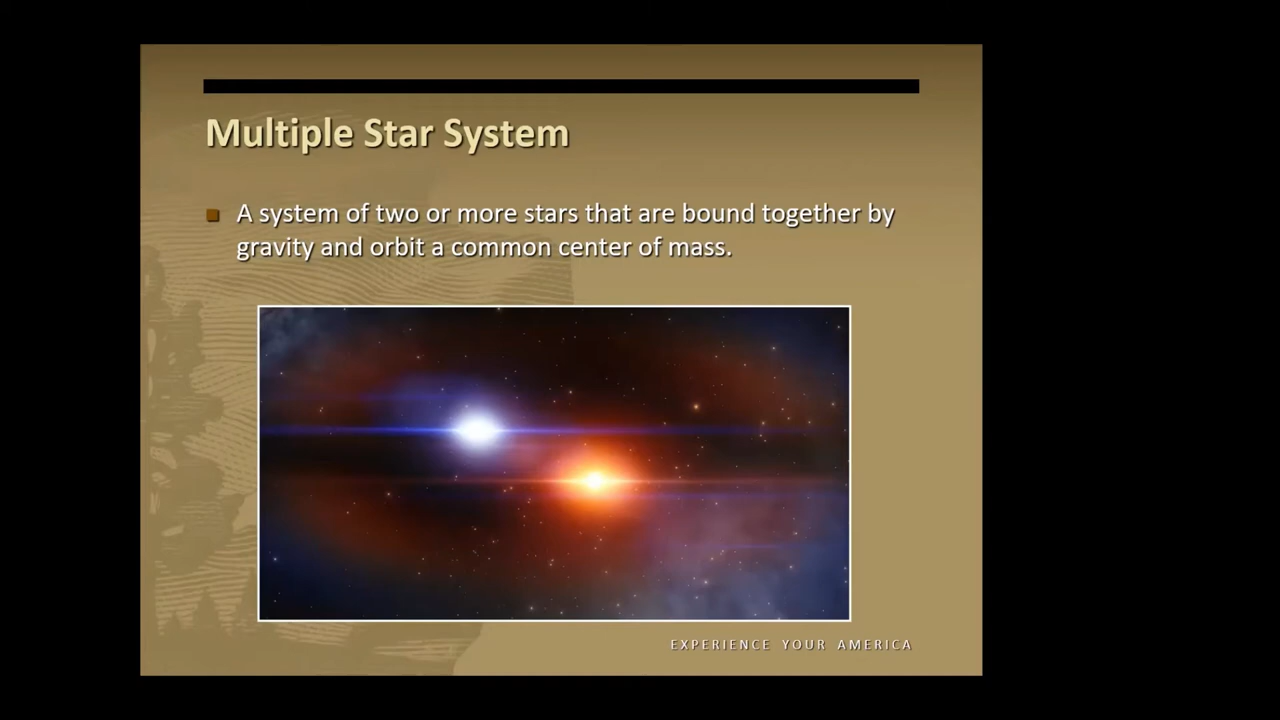 Multiple Star System
A system of two or more stars that are bound together by
gravity and orbit a common center of mass.
EXPERIENCE YOUR AMERICA